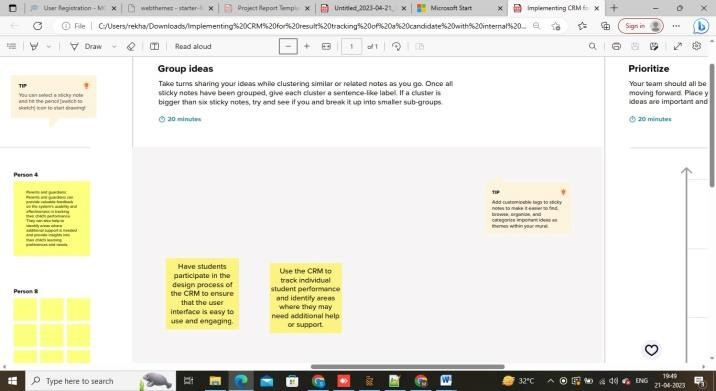 User Registration – MC
webthemez – starter-l
Project Report Templa
Untitled_2023-04-21_
Microsoft Start
Implementing CRM fo
File
C:/Users/rekha/Downloads/Implementing%20CRM%20for%20result%20tracking%20of%20a%20candidate%20with%20internal%20...
Sign in
Draw
Read aloud
1 of 1
TIP
You can select a sticky note
and hit the pencil [switch to
sketch] icon to start drawing!
Group ideas
Take turns sharing your ideas while clustering similar or related notes as you go. Once all
sticky notes have been grouped, give each cluster a sentence-like label. If a cluster is
bigger than six sticky notes, try and see if you and break it up into smaller sub-groups.
20 minutes
Prioritize
Your team should all be
moving forward. Place y
ideas are important and
20 minutes
Person 4
Parents and guardians:
Parents and guardians can
provide valuable feedback
on the system's usability and
effectiveness in tracking
their child's performance.
They can also help to
identify areas where
additional support is needed
and provide insights into
their child's learning
preferences and needs.
TIP
Add customizable tags to sticky
notes to make it easier to find,
browse, organize, and
categorize important ideas as
themes within your mural.
Have students
participate in the
design process of
the CRM to ensure
that the user
interface is easy to
use and engaging.
Use the CRM to
track individual
student performance
and identify areas
where they may
need additional help
or support.
Person 8
Type here to search
32°C
ENG
19:49
21-04-2023